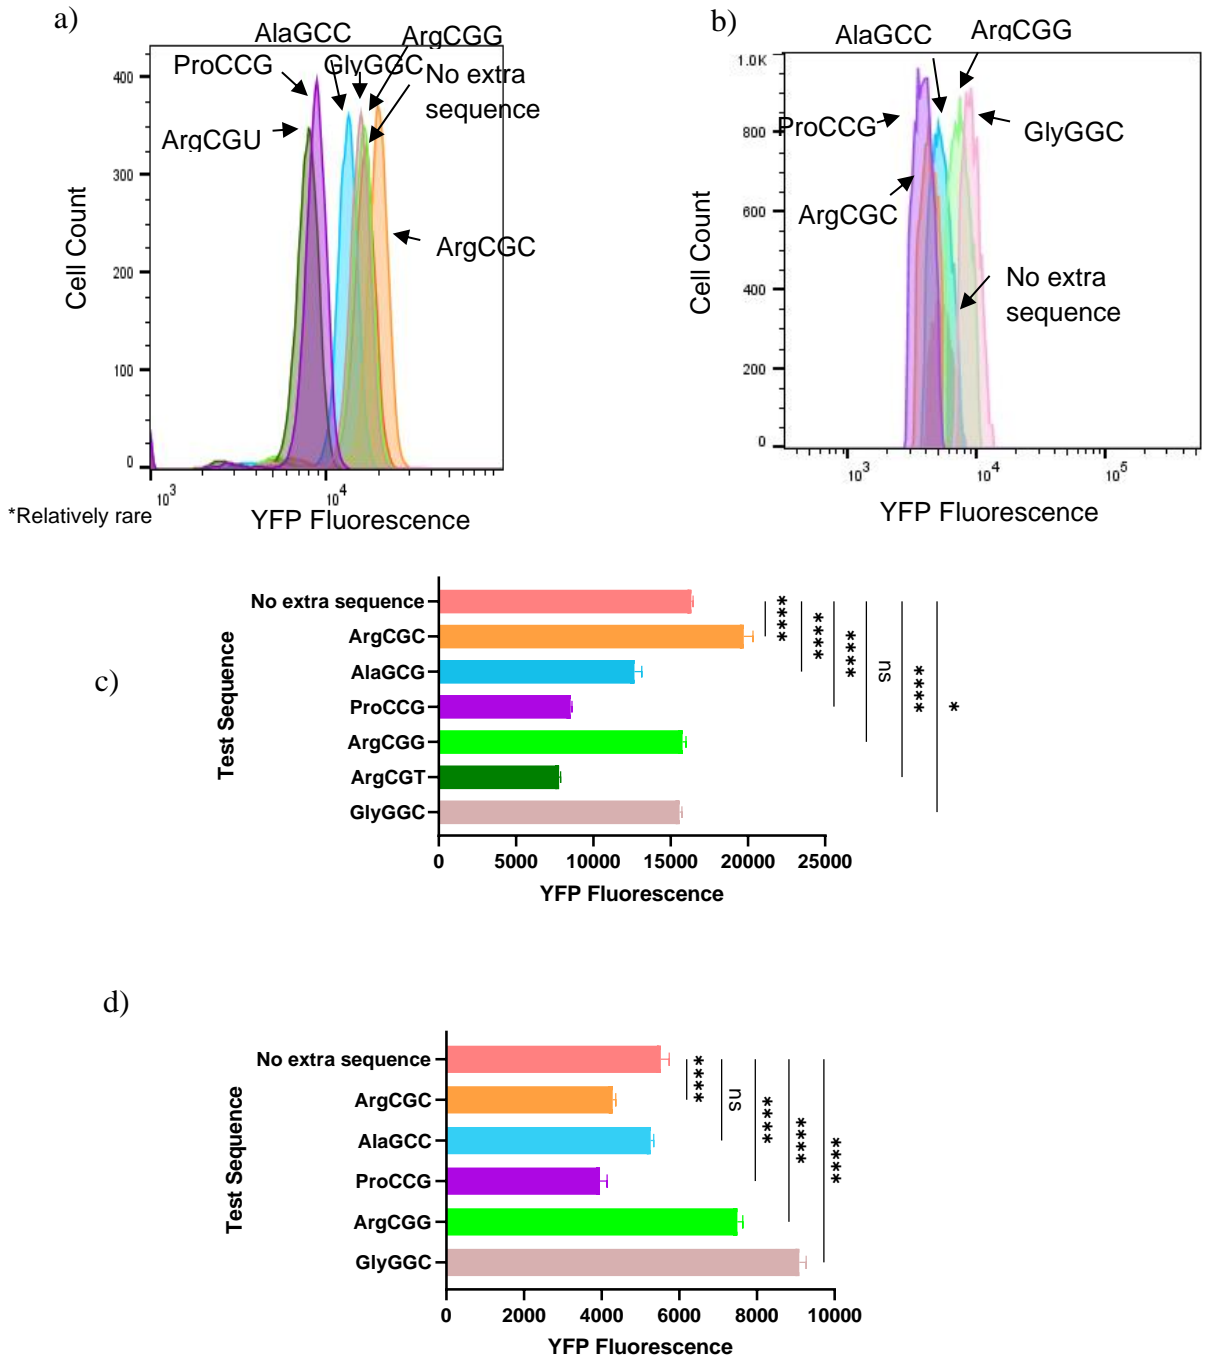 a)
AlaGCC
ArgCGG
ProCCG
GlyGGC
No extra
sequence
ArgCGU
ArgCGC
Cell Count
400
300
200
100
0
10³
10⁴
*Relatively rare
YFP Fluorescence
b)
AlaGCC
ArgCGG
ProCCG
GlyGGC
ArgCGC
No extra
sequence
Cell Count
1.0K
800
600
400
200
0
10³
10⁴
10⁵
YFP Fluorescence
c)
Test Sequence
No extra sequence
ArgCGC
AlaGCG
ProCCG
ArgCGG
ArgCGT
GlyGGC
****
****
****
ns
****
*
0 5000 10000 15000 20000 25000
YFP Fluorescence
d)
Test Sequence
No extra sequence
ArgCGC
AlaGCC
ProCCG
ArgCGG
GlyGGC
****
ns
****
****
****
0 2000 4000 6000 8000 10000
YFP Fluorescence